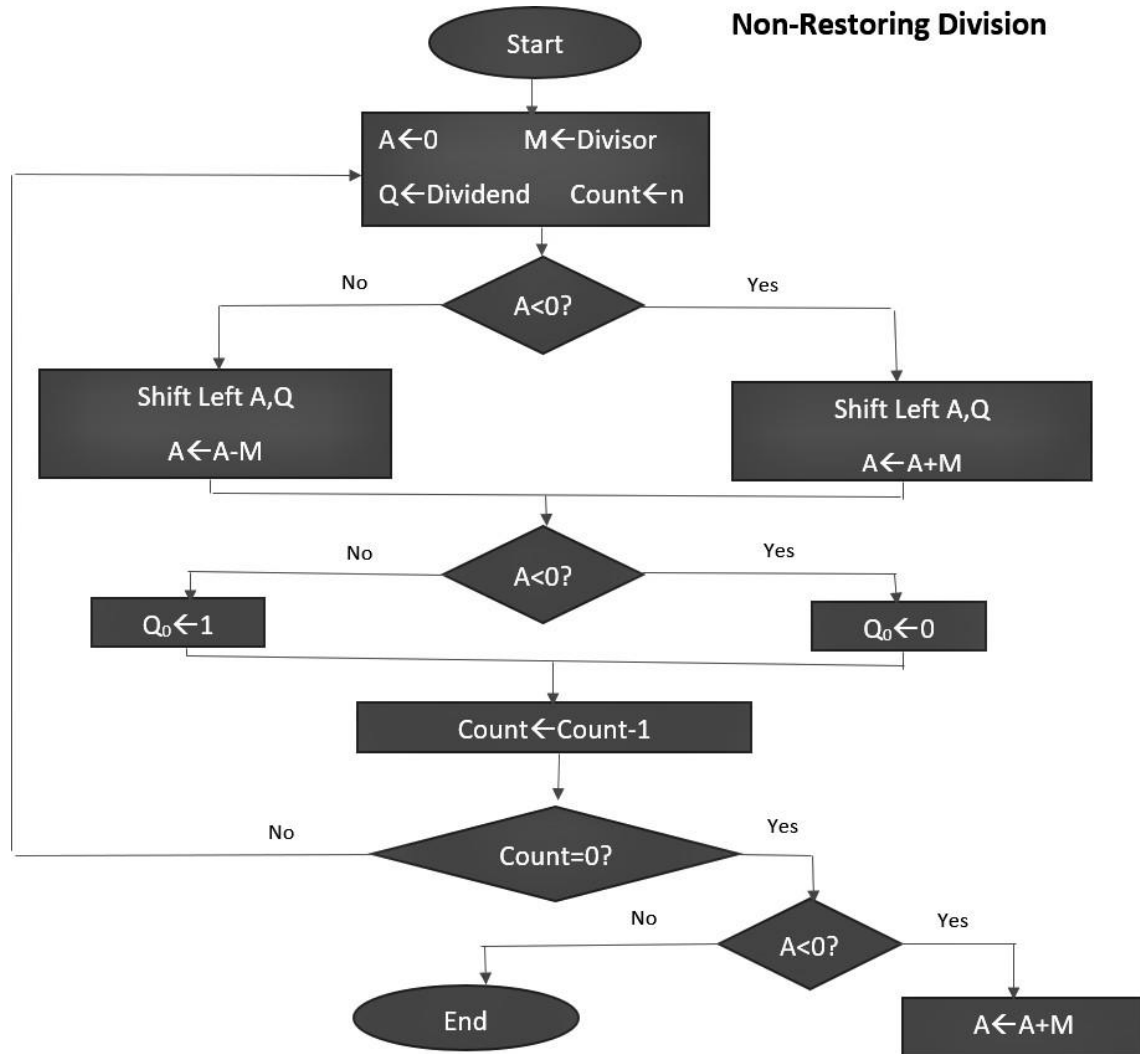 Non-Restoring Division
Start
A←0 M←Divisor
Q←Dividend Count←n
A<0?
No
Yes
Shift Left A,Q
A←A-M
Shift Left A,Q
A←A+M
A<0?
No
Yes
Q₀←1
Q₀←0
Count←Count-1
Count=0?
No
Yes
A<0?
No
Yes
End
A←A+M